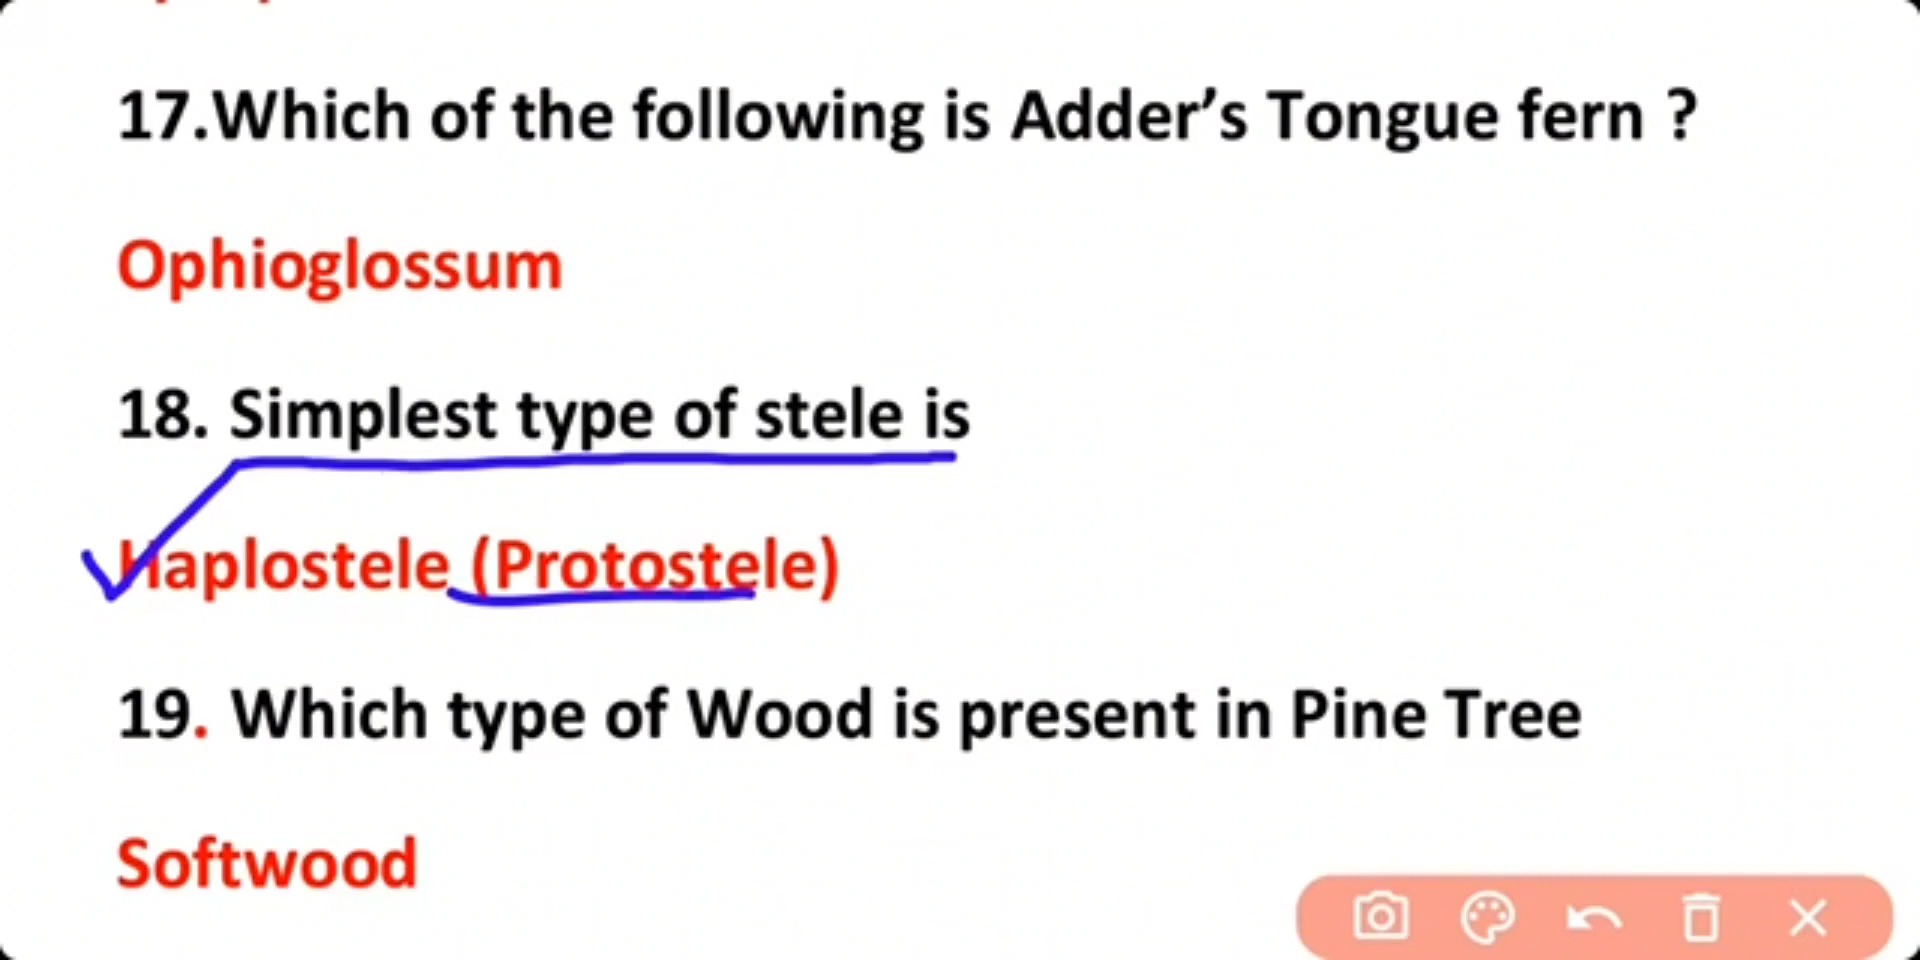 17.Which of the following is Adder’s Tongue fern ?
Ophioglossum
18. Simplest type of stele is
Haplostele (Protostele)
19. Which type of Wood is present in Pine Tree
Softwood